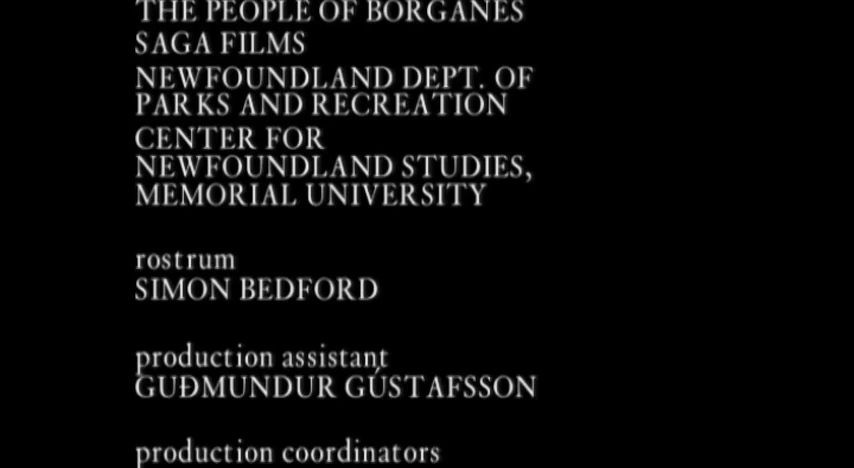 THE PEOPLE OF BORGANES
SAGA FILMS
NEWFOUNDLAND DEPT. OF
PARKS AND RECREATION
CENTER FOR
NEWFOUNDLAND STUDIES,
MEMORIAL UNIVERSITY
rostrum
SIMON BEDFORD
production assistant
GUÐMUNDUR GÚSTAFSSON
production coordinators